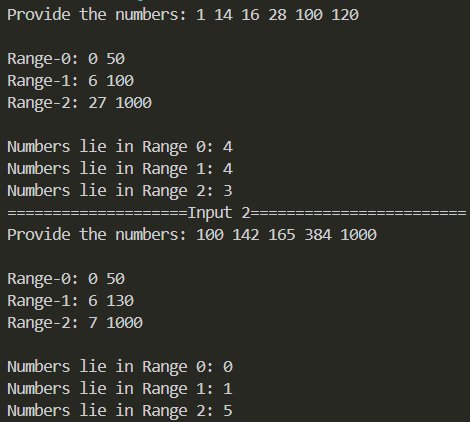 Provide the numbers: 1 14 16 28 100 120
Range-0: 0 50
Range-1: 6 100
Range-2: 27 1000
Numbers lie in Range 0: 4
Numbers lie in Range 1: 4
Numbers lie in Range 2: 3
====================Input 2========================
Provide the numbers: 100 142 165 384 1000
Range-0: 0 50
Range-1: 6 130
Range-2: 7 1000
Numbers lie in Range 0: 0
Numbers lie in Range 1: 1
Numbers lie in Range 2: 5